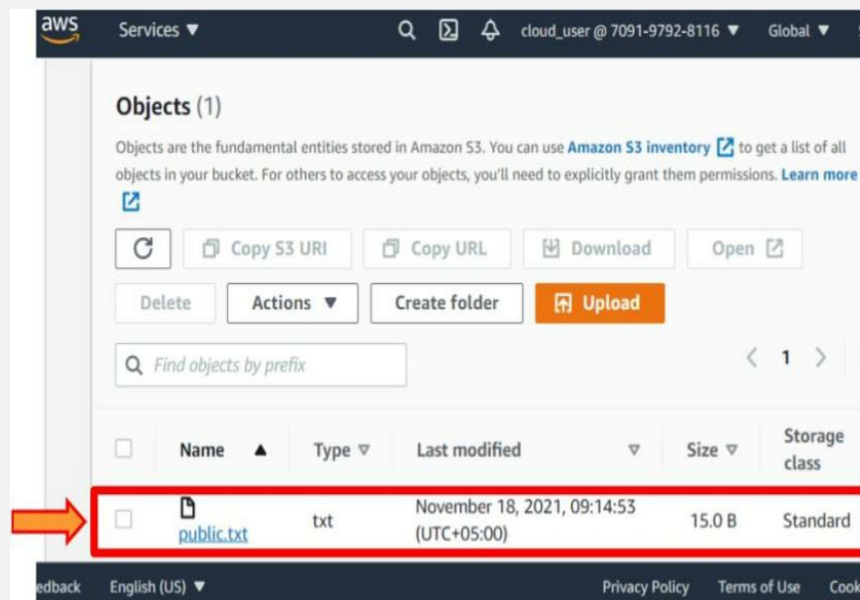 aws
Services ▼
cloud_user @ 7091-9792-8116 ▼
Global ▼
Objects (1)
Objects are the fundamental entities stored in Amazon S3. You can use Amazon S3 inventory to get a list of all
objects in your bucket. For others to access your objects, you'll need to explicitly grant them permissions. Learn more
Copy S3 URI
Copy URL
Download
Open
Delete
Actions ▼
Create folder
Upload
Find objects by prefix
1
Name ▲
Type
Last modified
Size
Storage
class
public.txt
txt
November 18, 2021, 09:14:53
(UTC+05:00)
15.0 B
Standard
edback
English (US) ▼
Privacy Policy
Terms of Use
Cook